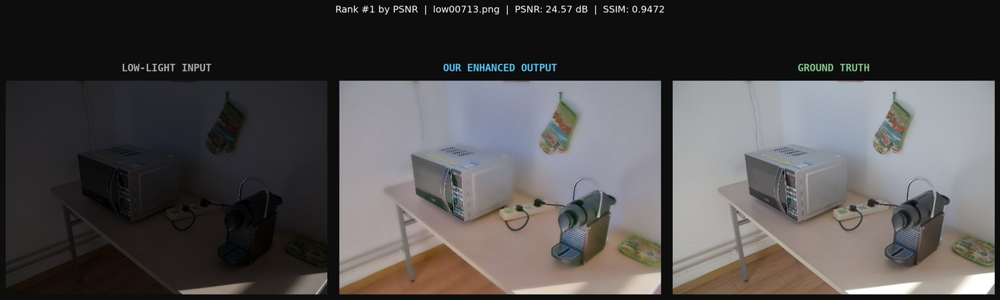 Rank #1 by PSNR | low00713.png | PSNR: 24.57 dB | SSIM: 0.9472
LOW-LIGHT INPUT
OUR ENHANCED OUTPUT
GROUND TRUTH